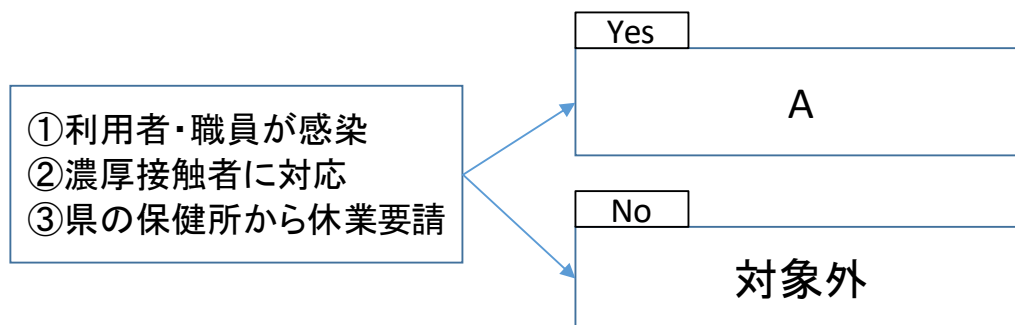 ①利用者・職員が感染
②濃厚接触者に対応
③県の保健所から休業要請
Yes
A
No
対象外